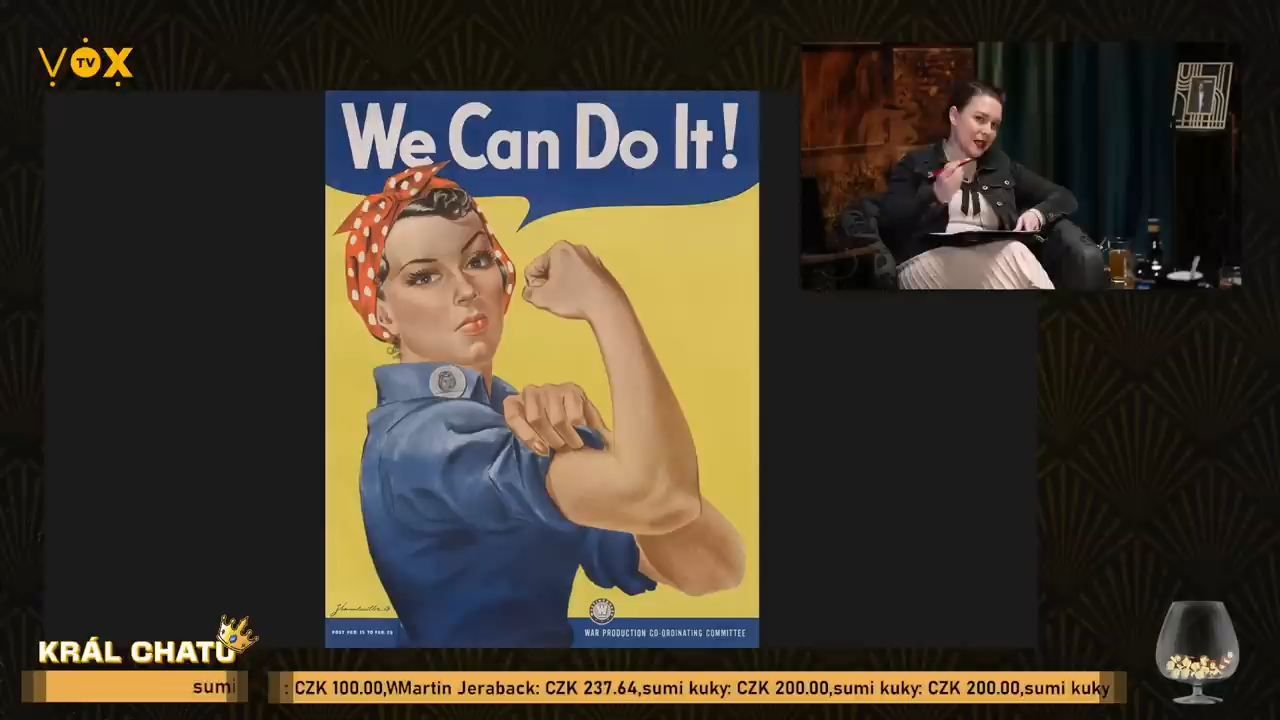 VOX
TV
We Can Do It!
POST FEB. 15 TO FEB. 28
WAR PRODUCTION CO-ORDINATING COMMITTEE
KRÁL CHATU
sumi
: CZK 100.00,WMartin Jeraback: CZK 237.64,sumi kuky: CZK 200.00,sumi kuky: CZK 200.00,sumi kuky